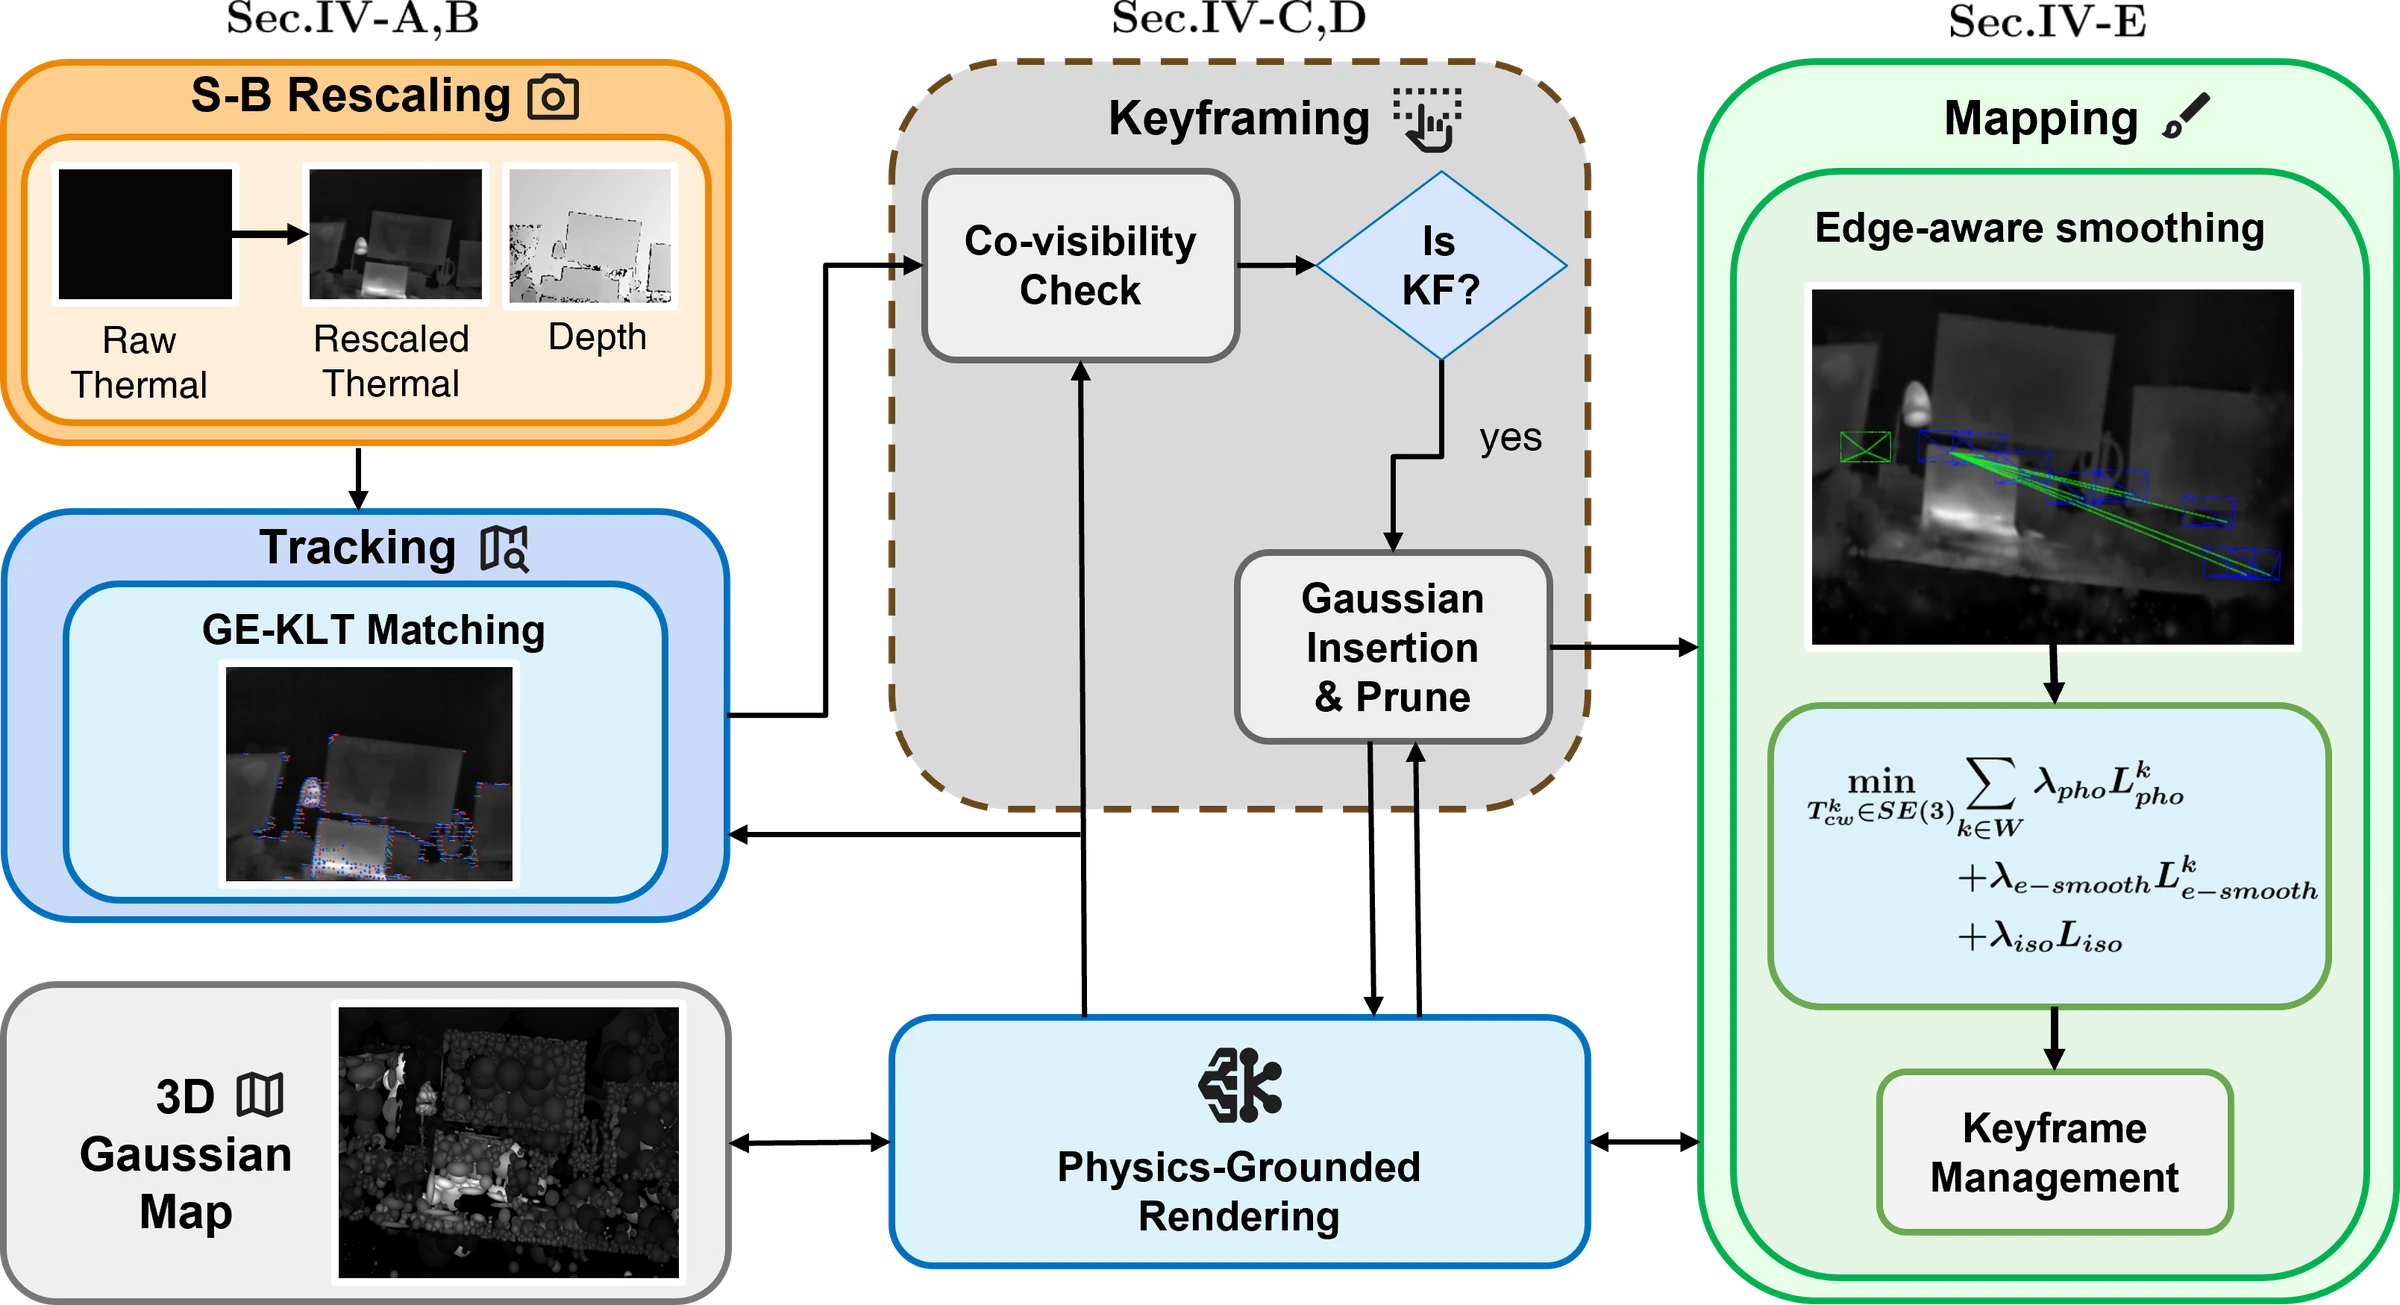 Sec.IV-A,B
S-B Rescaling
Raw
Thermal
Rescaled
Thermal
Depth
Tracking
GE-KLT Matching
3D
Gaussian
Map
Sec.IV-C,D
Keyframing
Co-visibility
Check
Is
KF?
yes
Gaussian
Insertion
& Prune
Physics-Grounded
Rendering
Sec.IV-E
Mapping
Edge-aware smoothing
min_{T^k_{cw}∈SE(3)} ∑_{k∈W} λ_{pho}L^k_{pho}
+λ_{e−smooth}L^k_{e−smooth}
+λ_{iso}L_{iso}
Keyframe
Management